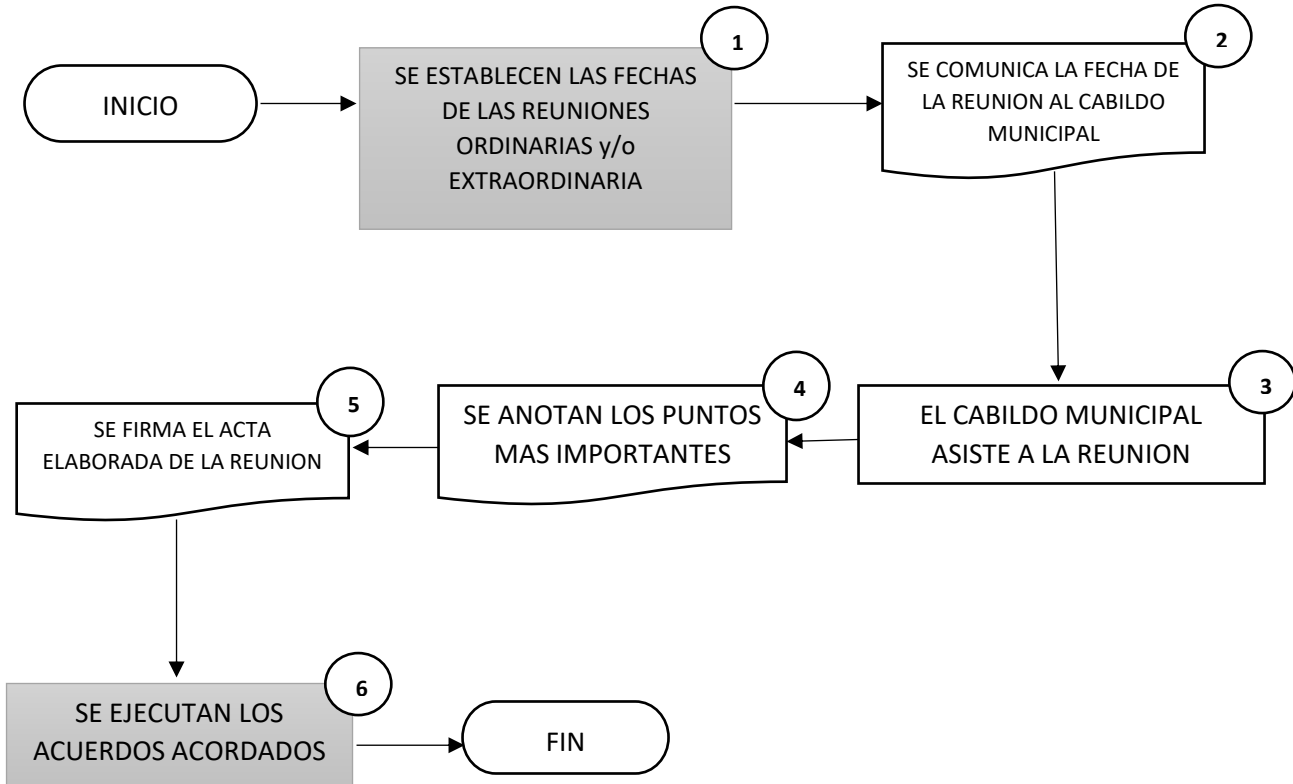 INICIO
1
SE ESTABLECEN LAS FECHAS
DE LAS REUNIONES
ORDINARIAS y/o
EXTRAORDINARIA
2
SE COMUNICA LA FECHA DE
LA REUNION AL CABILDO
MUNICIPAL
3
EL CABILDO MUNICIPAL
ASISTE A LA REUNION
4
SE ANOTAN LOS PUNTOS
MAS IMPORTANTES
5
SE FIRMA EL ACTA
ELABORADA DE LA REUNION
6
SE EJECUTAN LOS
ACUERDOS ACORDADOS
FIN